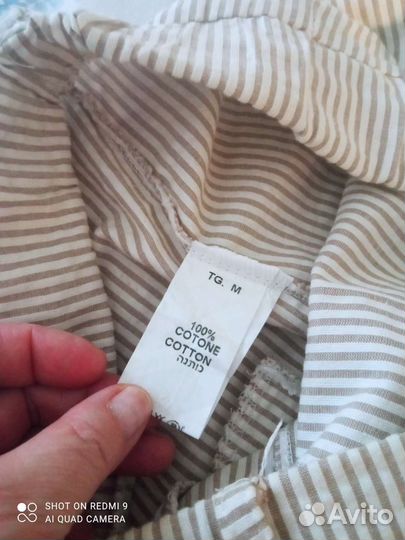 TG. M
100%
COTONE
COTTON
כותנה
SHOT ON REDMI 9
AI QUAD CAMERA
Avito